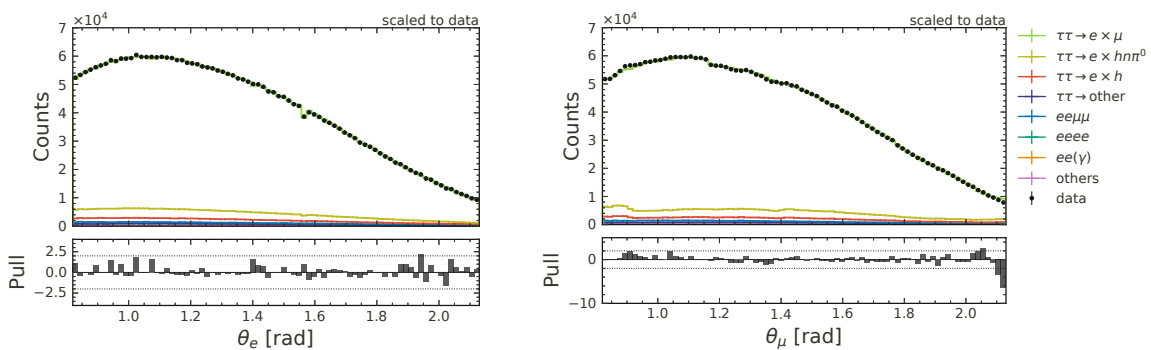 ×10⁴ scaled to data
7
6
5
4
3
2
1
0
Counts
2.5
0.0
−2.5
Pull
1.0 1.2 1.4 1.6 1.8 2.0
θₑ [rad]
×10⁴ scaled to data
7
6
5
4
3
2
1
0
Counts
0
−10
Pull
1.0 1.2 1.4 1.6 1.8 2.0
θ_μ [rad]
ττ→e × μ
ττ→e × hnπ⁰
ττ→e × h
ττ→other
eeμμ
eeee
ee(γ)
others
data